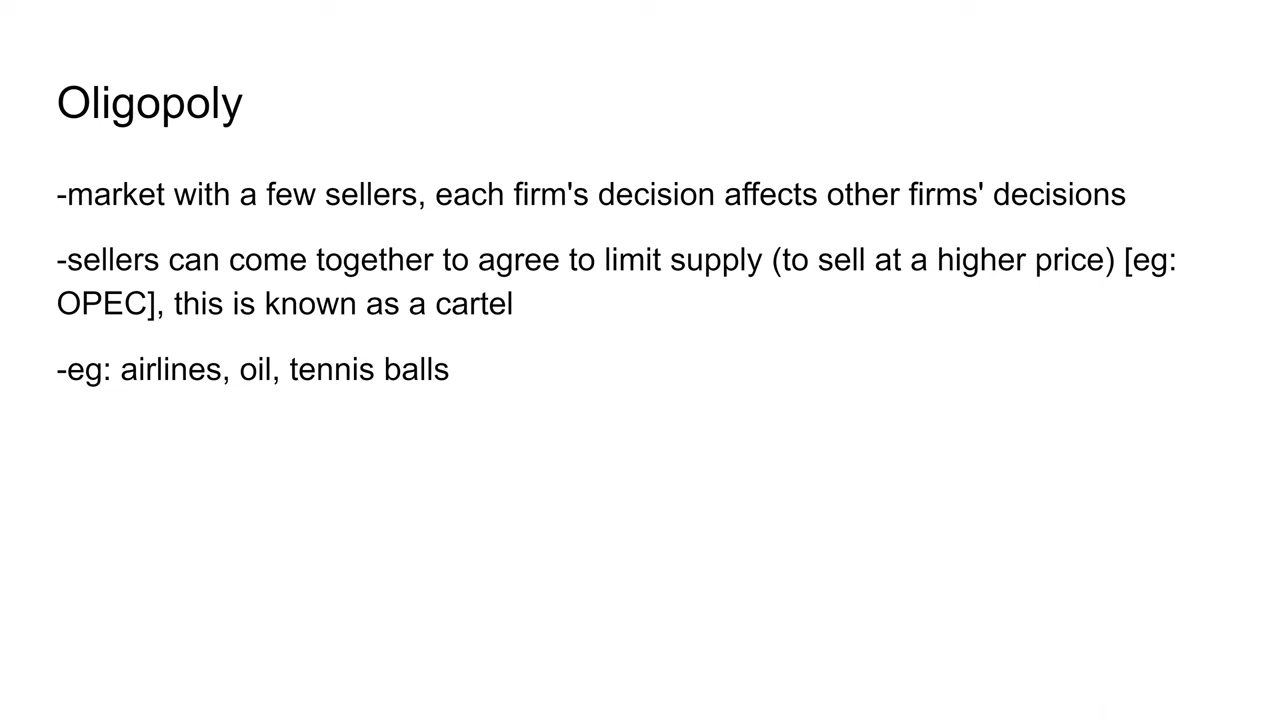 Oligopoly
-market with a few sellers, each firm's decision affects other firms' decisions
-sellers can come together to agree to limit supply (to sell at a higher price) [eg:
OPEC], this is known as a cartel
-eg: airlines, oil, tennis balls